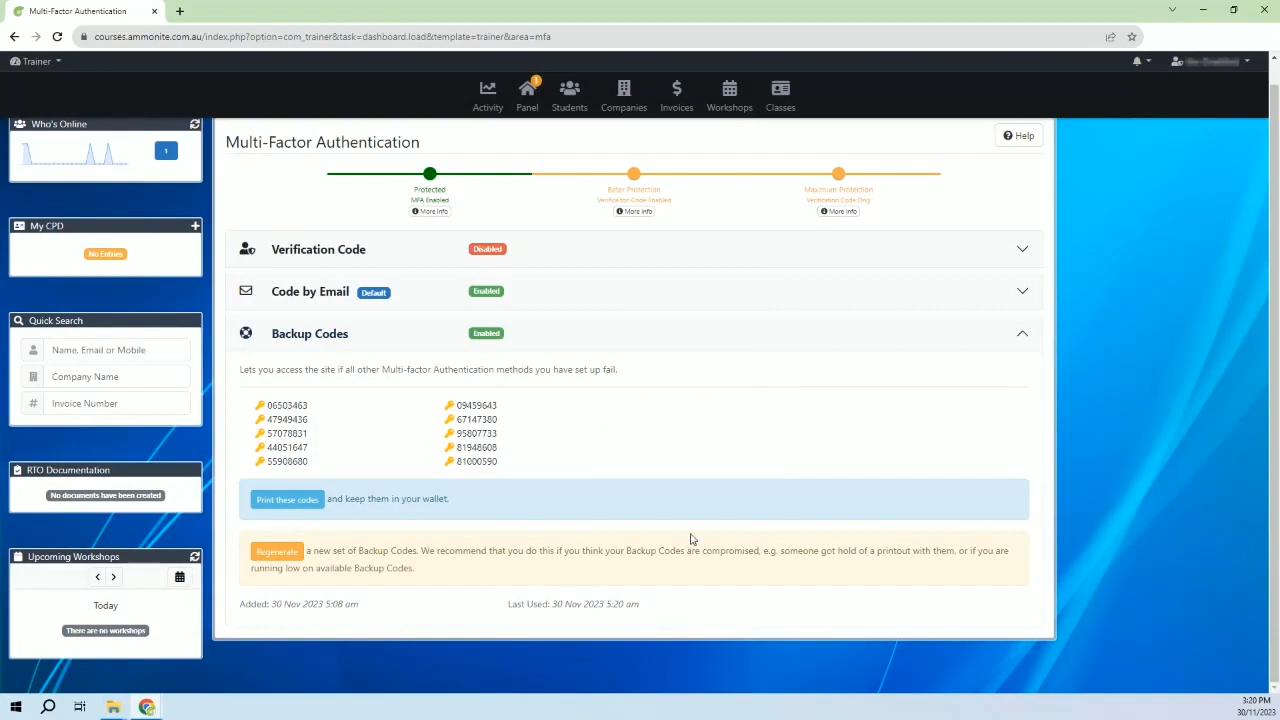 Multi-Factor Authentication
courses.ammonite.com.au/index.php?option=com_trainer&task=dashboard.load&template=trainer&area=mfa
Trainer
1
Activity Panel Students Companies Invoices Workshops Classes
Who's Online
1
My CPD
No Entries
Quick Search
Name, Email or Mobile
Company Name
Invoice Number
RTO Documentation
No documents have been created
Upcoming Workshops
Today
There are no workshops
Multi-Factor Authentication
Help
Protected
MFA Enabled
More Info
Beter Protection
Verification Code Enabled
More Info
Maximum Protection
Verification Code Only
More Info
Verification Code Disabled
Code by Email Default Enabled
Backup Codes Enabled
Lets you access the site if all other Multi-factor Authentication methods you have set up fail.
06503463 09459643
47949436 67147380
57078831 95807733
44051647 81948608
55908680 81000590
Print these codes and keep them in your wallet.
Regenerate a new set of Backup Codes. We recommend that you do this if you think your Backup Codes are compromised, e.g. someone got hold of a printout with them, or if you are
running low on available Backup Codes.
Added: 30 Nov 2023 5:08 am Last Used: 30 Nov 2023 5:20 am
3:20 PM
30/11/2023